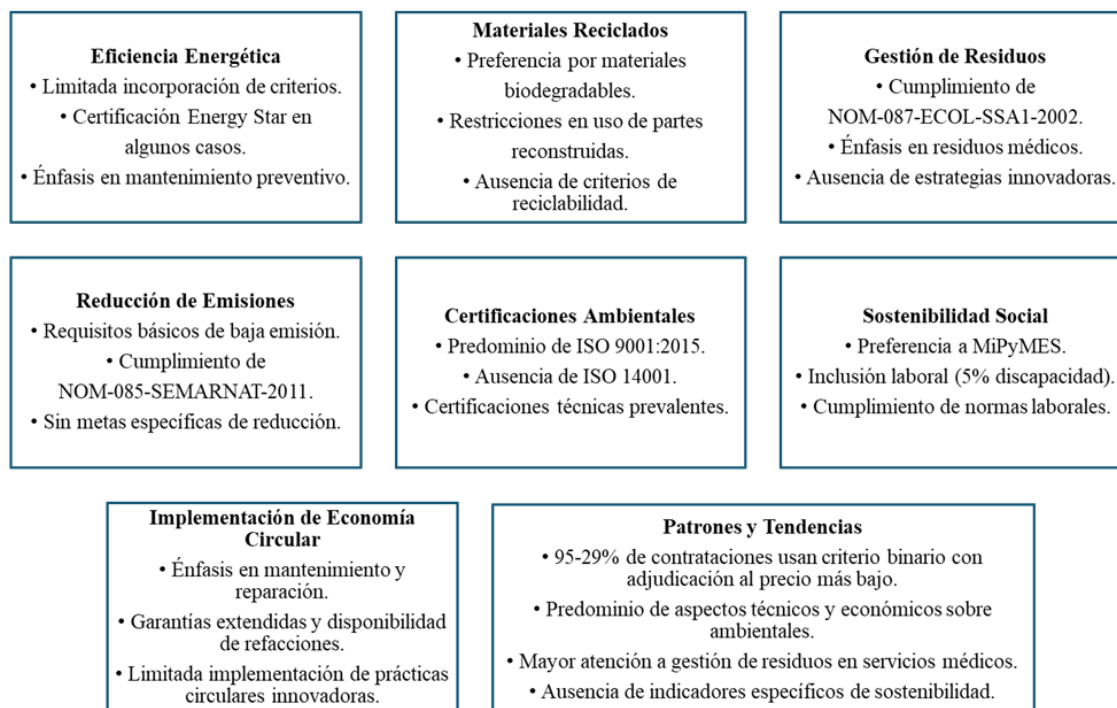 Eficiencia Energética
• Limitada incorporación de criterios.
• Certificación Energy Star en
algunos casos.
• Énfasis en mantenimiento preventivo.
Materiales Reciclados
• Preferencia por materiales
biodegradables.
• Restricciones en uso de partes
reconstruidas.
• Ausencia de criterios de
reciclabilidad.
Gestión de Residuos
• Cumplimiento de
NOM-087-ECOL-SSA1-2002.
• Énfasis en residuos médicos.
• Ausencia de estrategias innovadoras.
Reducción de Emisiones
• Requisitos básicos de baja emisión.
• Cumplimiento de
NOM-085-SEMARNAT-2011.
• Sin metas específicas de reducción.
Certificaciones Ambientales
• Predominio de ISO 9001:2015.
• Ausencia de ISO 14001.
• Certificaciones técnicas prevalentes.
Sostenibilidad Social
• Preferencia a MiPyMES.
• Inclusión laboral (5% discapacidad).
• Cumplimiento de normas laborales.
Implementación de Economía
Circular
• Énfasis en mantenimiento y
reparación.
• Garantías extendidas y disponibilidad
de refacciones.
• Limitada implementación de prácticas
circulares innovadoras.
Patrones y Tendencias
• 95-29% de contrataciones usan criterio binario con
adjudicación al precio más bajo.
• Predominio de aspectos técnicos y económicos sobre
ambientales.
• Mayor atención a gestión de residuos en servicios médicos.
• Ausencia de indicadores específicos de sostenibilidad.